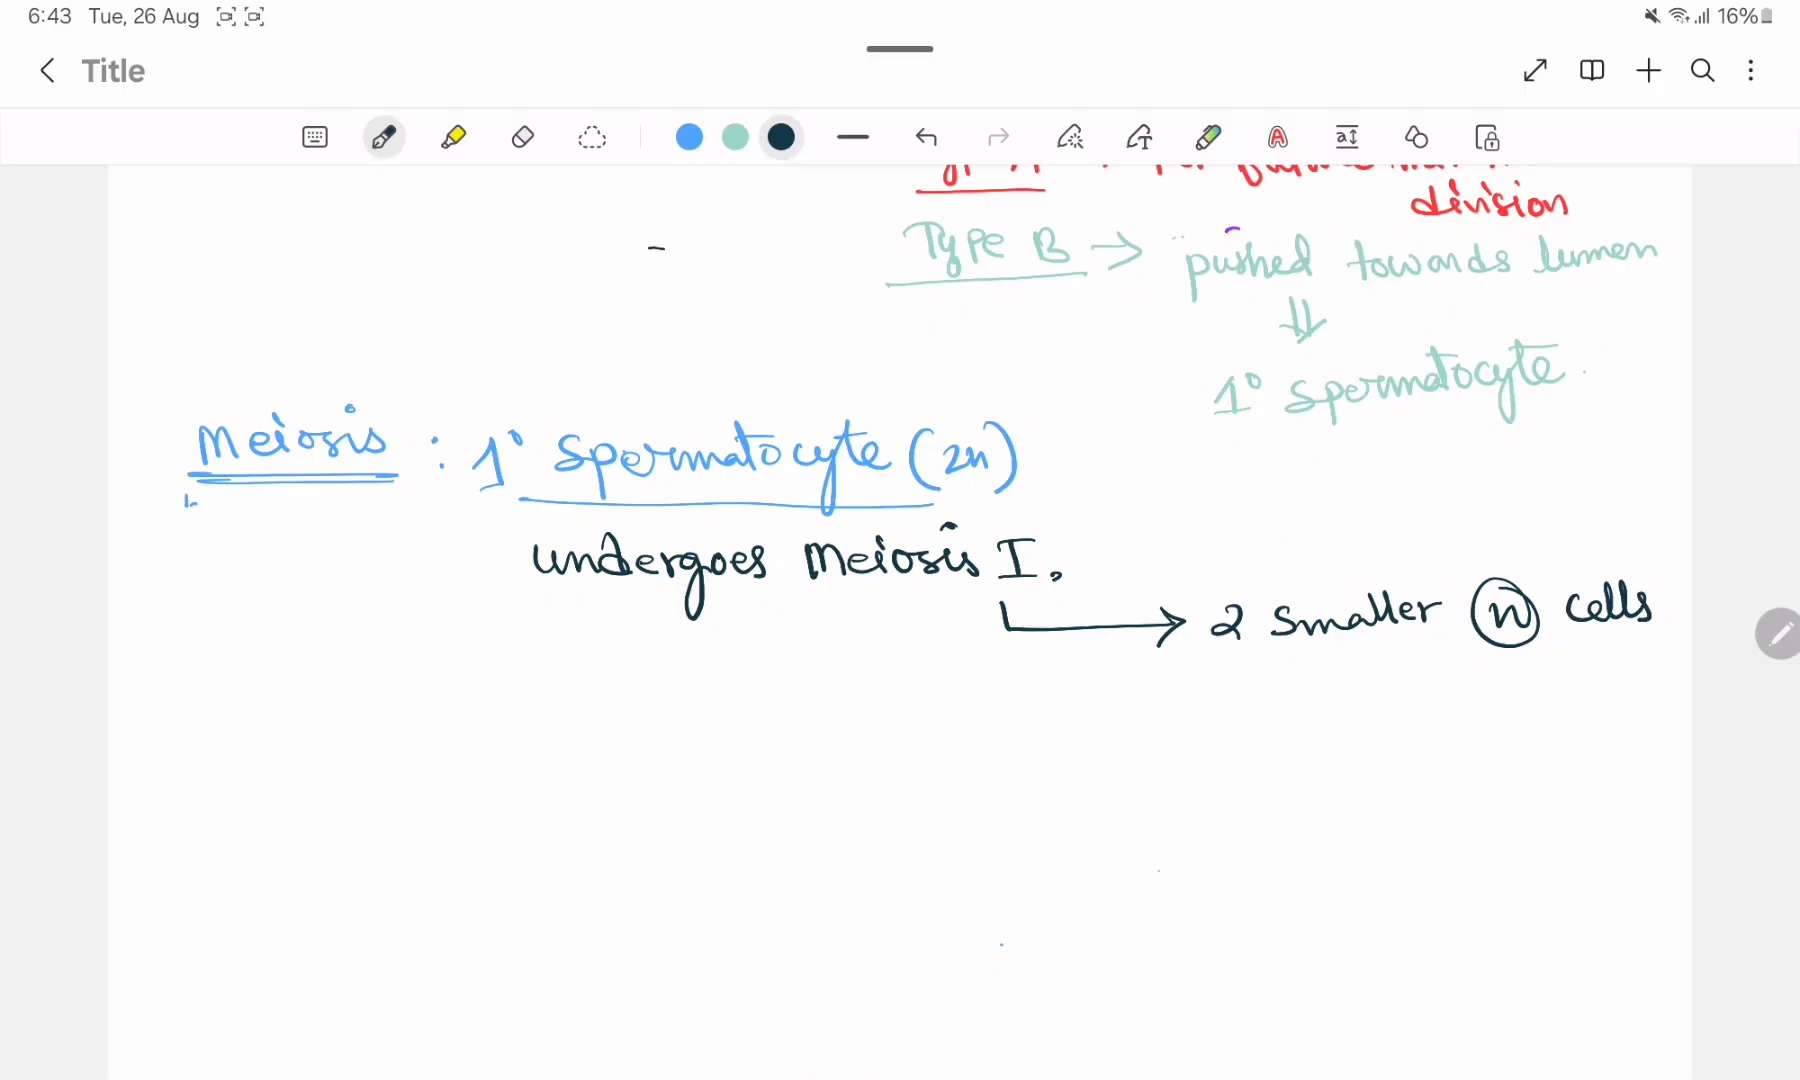 6:43 Tue, 26 Aug
16%
Title
division
Type B → pushed towards lumen
⇓
1° spermatocyte
Meiosis : 1° spermatocyte (2n)
undergoes Meiosis I,
→ 2 smaller n cells